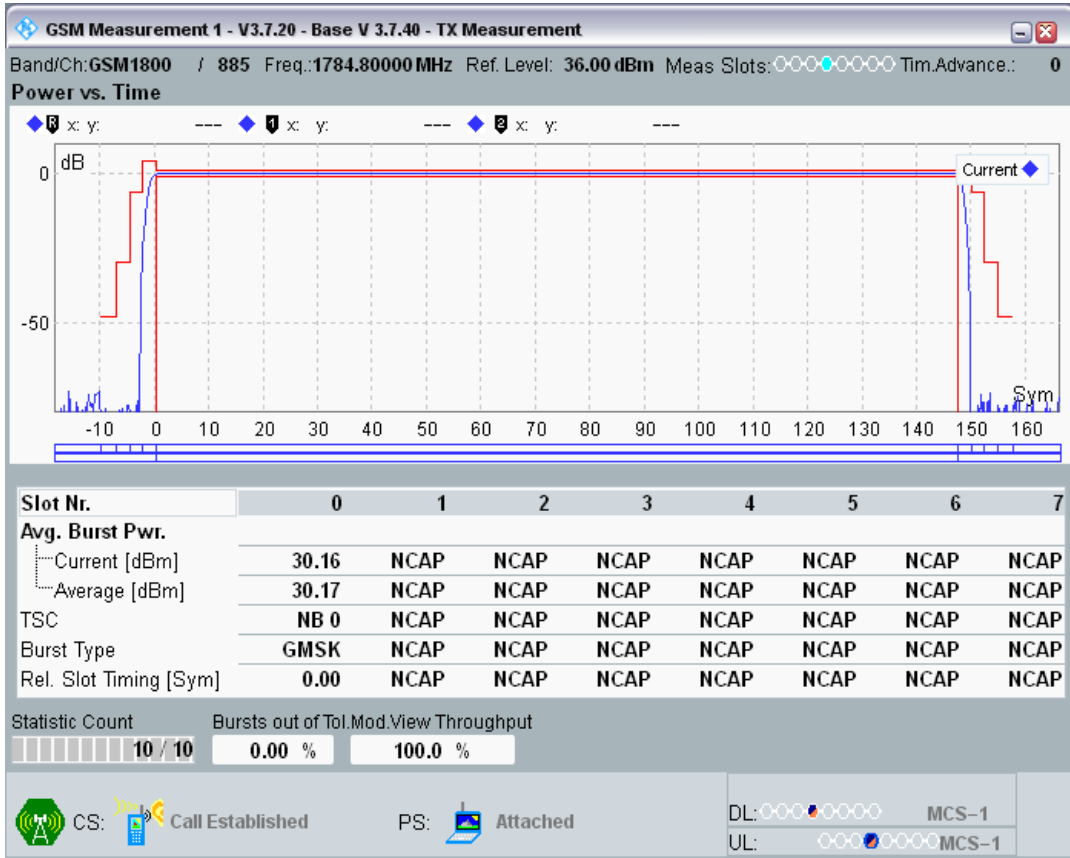 GSM Measurement 1 - V3.7.20 - Base V 3.7.40 - TX Measurement
Band/Ch:GSM1800 / 885 Freq.:1784.80000 MHz Ref. Level: 36.00 dBm Meas Slots: Tim.Advance.: 0
Power vs. Time
R x: y: --- 1 x: y: --- 2 x: y: ---
dB
Current
0
-50
Sym
-10 0 10 20 30 40 50 60 70 80 90 100 110 120 130 140 150 160
Slot Nr. 0 1 2 3 4 5 6 7
Avg. Burst Pwr.
Current [dBm] 30.16 NCAP NCAP NCAP NCAP NCAP NCAP NCAP
Average [dBm] 30.17 NCAP NCAP NCAP NCAP NCAP NCAP NCAP
TSC NB 0 NCAP NCAP NCAP NCAP NCAP NCAP NCAP
Burst Type GMSK NCAP NCAP NCAP NCAP NCAP NCAP NCAP
Rel. Slot Timing [Sym] 0.00 NCAP NCAP NCAP NCAP NCAP NCAP NCAP
Statistic Count Bursts out of Tol.Mod.View Throughput
10 / 10 0.00 % 100.0 %
CS: Call Established PS: Attached
DL: MCS-1
UL: MCS-1